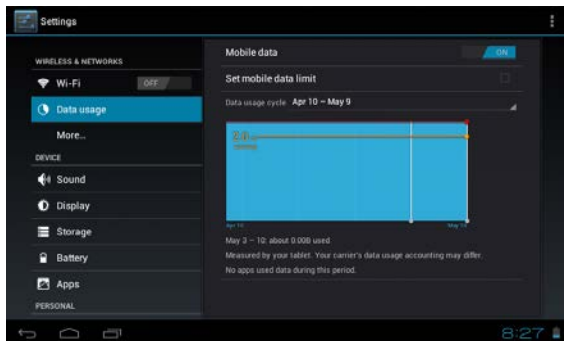 Settings
WIRELESS & NETWORKS
Wi-Fi OFF
Data usage
More...
DEVICE
Sound
Display
Storage
Battery
Apps
PERSONAL
Mobile data ON
Set mobile data limit
Data usage cycle Apr 10 – May 9
Apr 10 May 10
May 3 – 10: about 0.00B used.
Measured by your tablet. Your carrier's data usage accounting may differ.
No apps used data during this period.
8:27